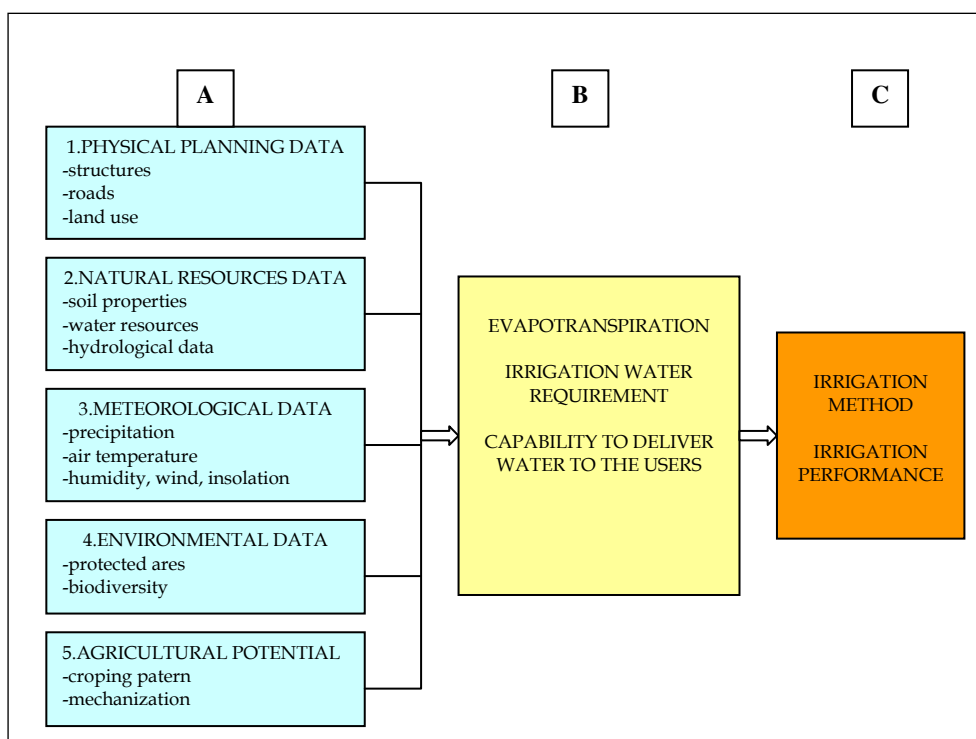 A
B
C
1.PHYSICAL PLANNING DATA
-structures
-roads
-land use
2.NATURAL RESOURCES DATA
-soil properties
-water resources
-hydrological data
3.METEOROLOGICAL DATA
-precipitation
-air temperature
-humidity, wind, insolation
4.ENVIRONMENTAL DATA
-protected ares
-biodiversity
5.AGRICULTURAL POTENTIAL
-croping patern
-mechanization
EVAPOTRANSPIRATION
IRRIGATION WATER
REQUIREMENT
CAPABILITY TO DELIVER
WATER TO THE USERS
IRRIGATION
METHOD
IRRIGATION
PERFORMANCE